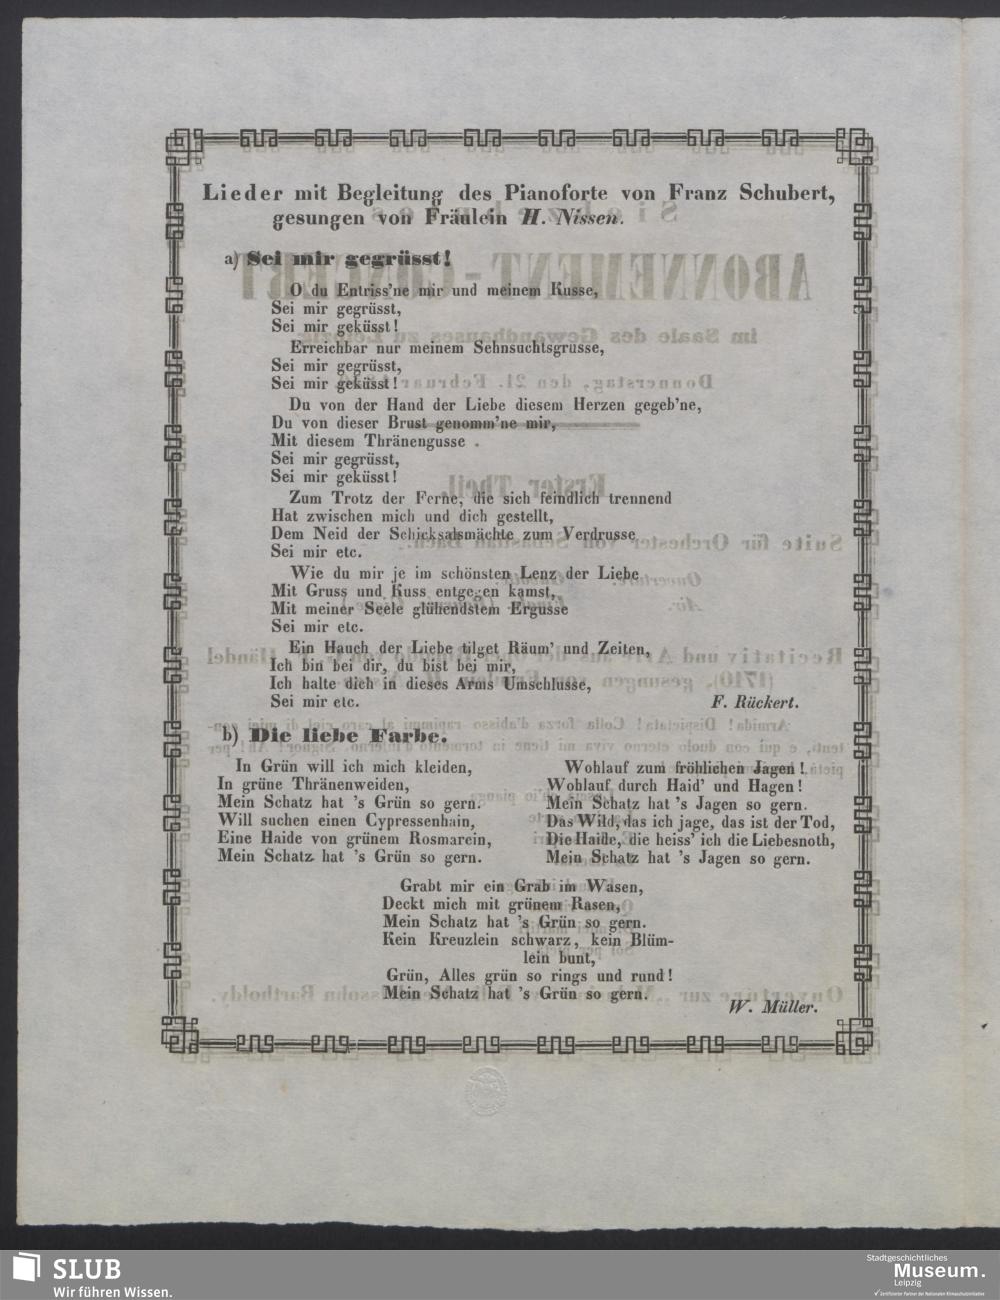 Lieder mit Begleitung des Pianoforte von Franz Schubert,
gesungen von Fräulein H. Nissen.
a) Sei mir gegrüsst!
O du Entriss'ne mir und meinem Kusse,
Sei mir gegrüsst,
Sei mir geküsst!
Erreichbar nur meinem Sehnsuchtsgrusse,
Sei mir gegrüsst,
Sei mir geküsst!
Du von der Hand der Liebe diesem Herzen gegeb'ne,
Du von dieser Brust genomm'ne mir,
Mit diesem Thränengusse
Sei mir gegrüsst,
Sei mir geküsst!
Zum Trotz der Ferne, die sich feindlich trennend
Hat zwischen mich und dich gestellt,
Dem Neid der Schicksalsmächte zum Verdrusse
Sei mir etc.
Wie du mir je im schönsten Lenz der Liebe
Mit Gruss und Kuss entgegen kamst,
Mit meiner Seele glühendstem Ergusse
Sei mir etc.
Ein Hauch der Liebe tilget Räum' und Zeiten,
Ich bin bei dir, du bist bei mir,
Ich halte dich in dieses Arms Umschlusse,
Sei mir etc. F. Rückert.
b) Die liebe Farbe.
In Grün will ich mich kleiden,
In grüne Thränenweiden,
Mein Schatz hat 's Grün so gern.
Will suchen einen Cypressenhain,
Eine Haide von grünem Rosmarein,
Mein Schatz hat 's Grün so gern.
Wohlauf zum fröhlichen Jagen!
Wohlauf durch Haid' und Hagen!
Mein Schatz hat 's Jagen so gern.
Das Wild, das ich jage, das ist der Tod,
Die Haide, die heiss' ich die Liebesnoth,
Mein Schatz hat 's Jagen so gern.
Grabt mir ein Grab im Wasen,
Deckt mich mit grünem Rasen,
Mein Schatz hat 's Grün so gern.
Kein Kreuzlein schwarz, kein Blüm-
lein bunt,
Grün, Alles grün so rings und rund!
Mein Schatz hat 's Grün so gern.
W. Müller.
SLUB
Wir führen Wissen.
Stadtgeschichtliches
Museum.
Leipzig
Zertifizierter Partner der Nationalen Klimaschutzinitiative